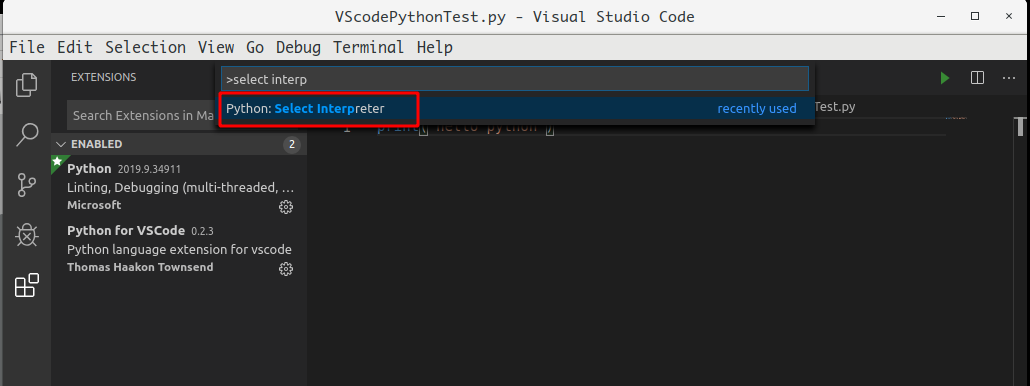 VScodePythonTest.py - Visual Studio Code
File Edit Selection View Go Debug Terminal Help
EXTENSIONS
>select interp
Python: Select Interpreter recently used
Test.py
Search Extensions in Ma
1 print( hello python )
ENABLED 2
Python 2019.9.34911
Linting, Debugging (multi-threaded, ...
Microsoft
Python for VSCode 0.2.3
Python language extension for vscode
Thomas Haakon Townsend